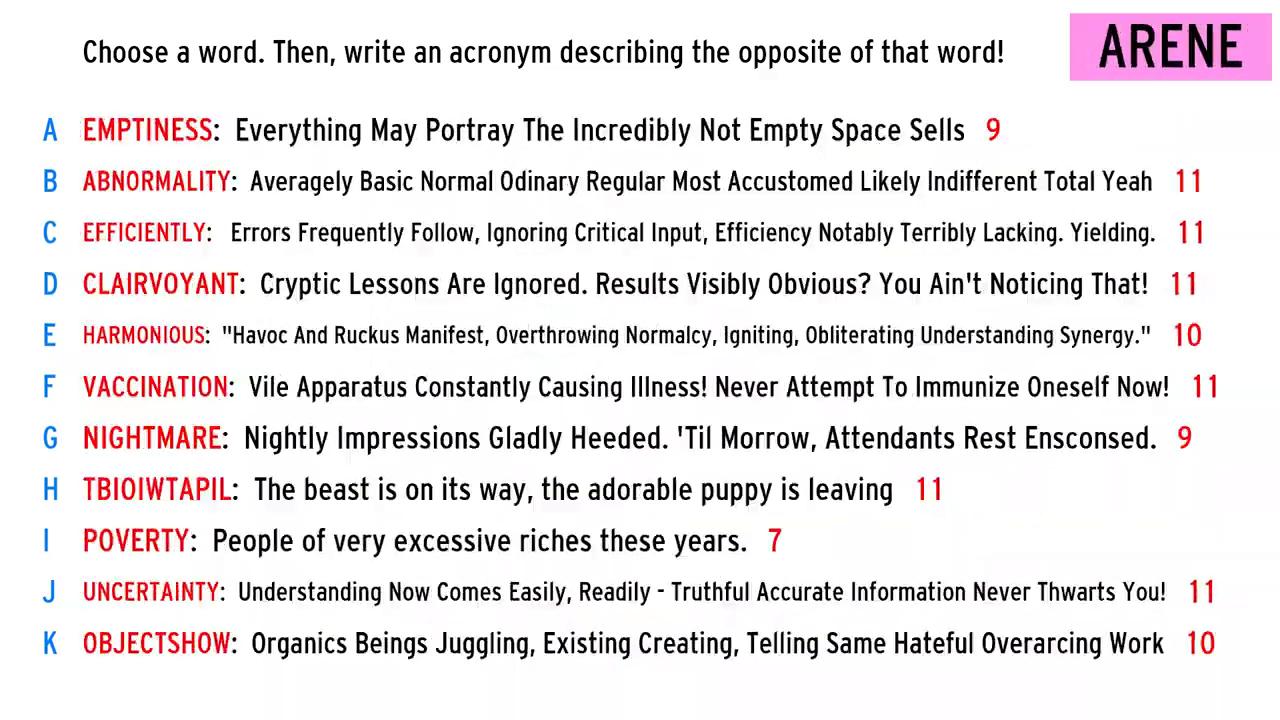 Choose a word. Then, write an acronym describing the opposite of that word!
ARENE
A EMPTINESS: Everything May Portray The Incredibly Not Empty Space Sells 9
B ABNORMALITY: Averagely Basic Normal Odinary Regular Most Accustomed Likely Indifferent Total Yeah 11
C EFFICIENTLY: Errors Frequently Follow, Ignoring Critical Input, Efficiency Notably Terribly Lacking. Yielding. 11
D CLAIRVOYANT: Cryptic Lessons Are Ignored. Results Visibly Obvious? You Ain't Noticing That! 11
E HARMONIOUS: "Havoc And Ruckus Manifest, Overthrowing Normalcy, Igniting, Obliterating Understanding Synergy." 10
F VACCINATION: Vile Apparatus Constantly Causing Illness! Never Attempt To Immunize Oneself Now! 11
G NIGHTMARE: Nightly Impressions Gladly Heeded. 'Til Morrow, Attendants Rest Ensconsed. 9
H TBIOIWTAPIL: The beast is on its way, the adorable puppy is leaving 11
I POVERTY: People of very excessive riches these years. 7
J UNCERTAINTY: Understanding Now Comes Easily, Readily - Truthful Accurate Information Never Thwarts You! 11
K OBJECTSHOW: Organics Beings Juggling, Existing Creating, Telling Same Hateful Overarcing Work 10